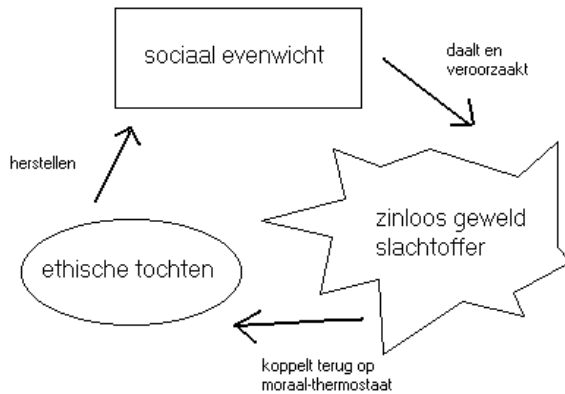 sociaal evenwicht
daalt en
veroorzaakt
zinloos geweld
slachtoffer
koppelt terug op
moraal-thermostaat
ethische tochten
herstellen